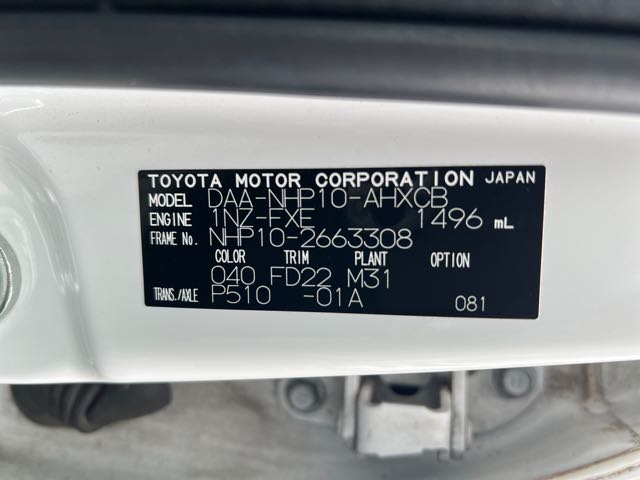 TOYOTA MOTOR CORPORATION JAPAN
MODEL DAA-NHP10-AHXCB
ENGINE 1NZ-FXE 1496 mL
FRAME No. NHP10-2663308
COLOR TRIM PLANT OPTION
040 FD22 M31
TRANS./AXLE P510 -01A 081